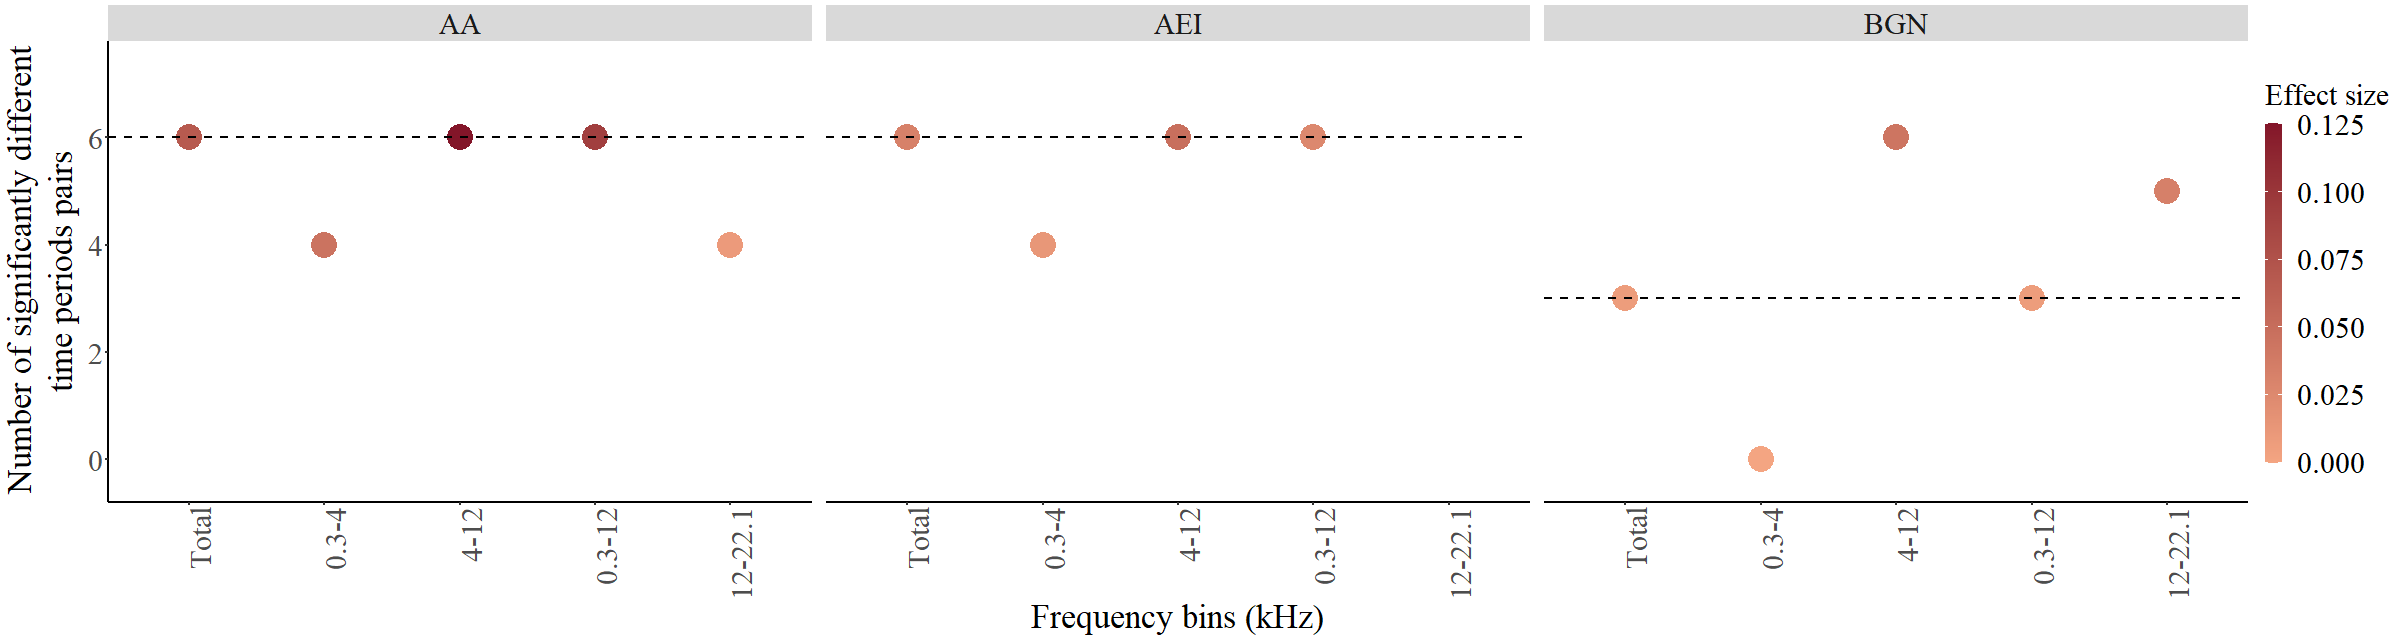 AA
AEI
BGN
Number of significantly different
time periods pairs
6
4
2
0
Effect size
0.125
0.100
0.075
0.050
0.025
0.000
Total
0.3-4
4-12
0.3-12
12-22.1
Total
0.3-4
4-12
0.3-12
12-22.1
Total
0.3-4
4-12
0.3-12
12-22.1
Frequency bins (kHz)